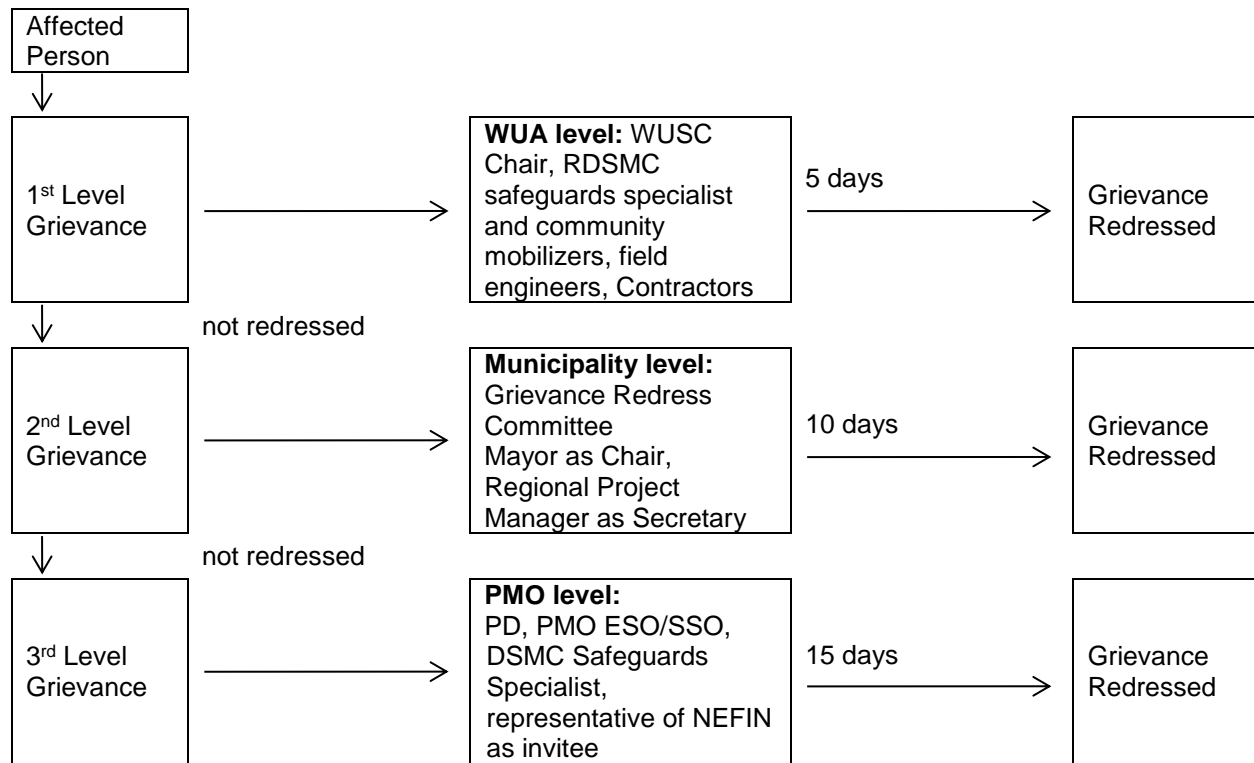 Affected
Person
1st Level
Grievance
WUA level: WUSC
Chair, RDSMC
safeguards specialist
and community
mobilizers, field
engineers, Contractors
5 days
Grievance
Redressed
not redressed
2nd Level
Grievance
Municipality level:
Grievance Redress
Committee
Mayor as Chair,
Regional Project
Manager as Secretary
10 days
Grievance
Redressed
not redressed
3rd Level
Grievance
PMO level:
PD, PMO ESO/SSO,
DSMC Safeguards
Specialist,
representative of NEFIN
as invitee
15 days
Grievance
Redressed